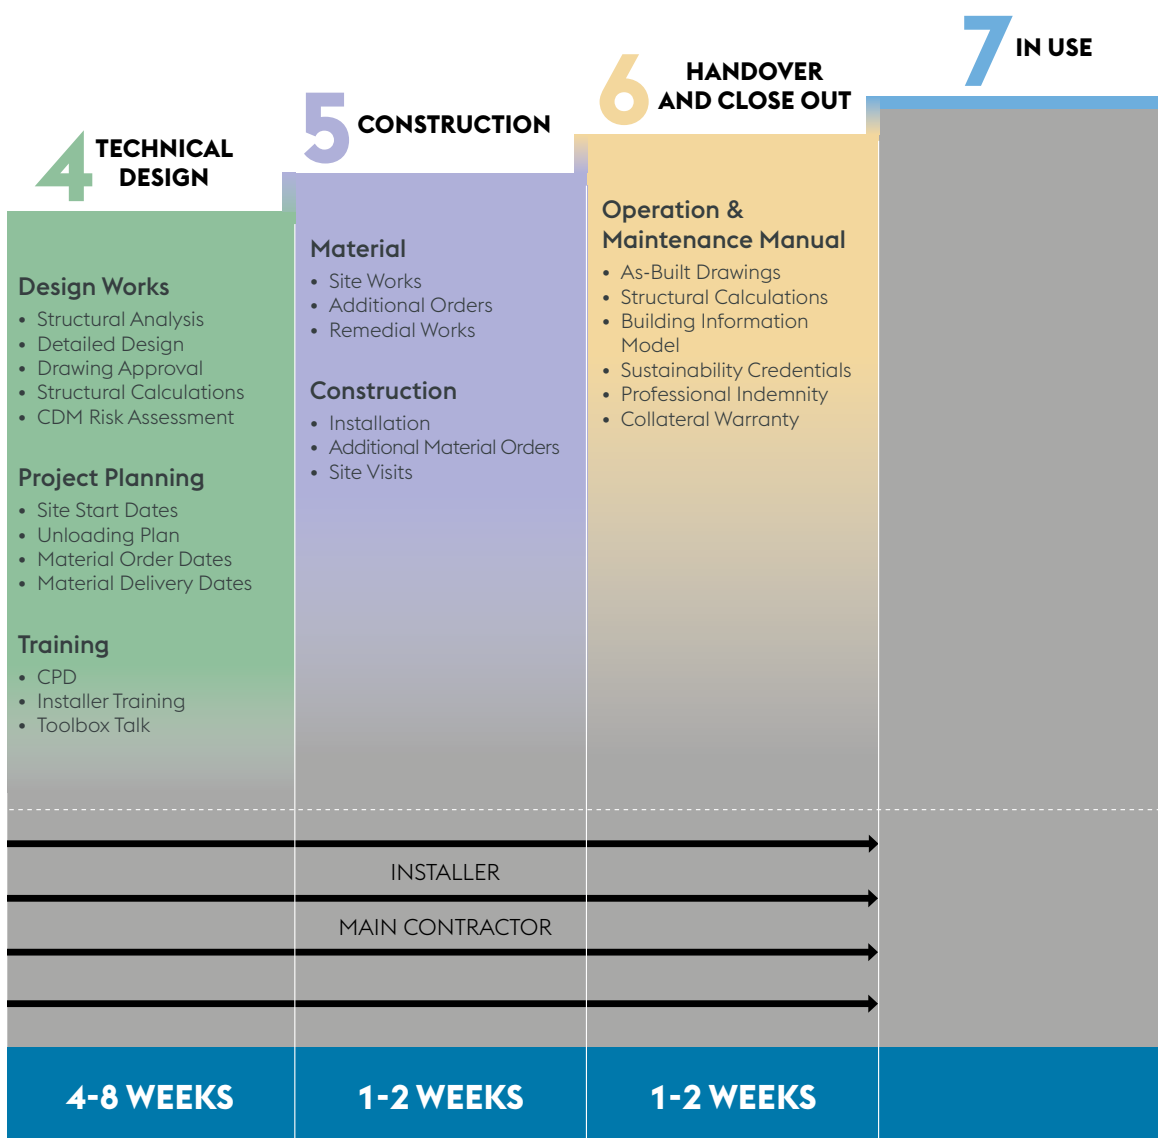 4 TECHNICAL
DESIGN
Design Works
• Structural Analysis
• Detailed Design
• Drawing Approval
• Structural Calculations
• CDM Risk Assessment
Project Planning
• Site Start Dates
• Unloading Plan
• Material Order Dates
• Material Delivery Dates
Training
• CPD
• Installer Training
• Toolbox Talk
5 CONSTRUCTION
Material
• Site Works
• Additional Orders
• Remedial Works
Construction
• Installation
• Additional Material Orders
• Site Visits
6 HANDOVER
AND CLOSE OUT
Operation &
Maintenance Manual
• As-Built Drawings
• Structural Calculations
• Building Information
Model
• Sustainability Credentials
• Professional Indemnity
• Collateral Warranty
7 IN USE
INSTALLER
MAIN CONTRACTOR
4-8 WEEKS
1-2 WEEKS
1-2 WEEKS